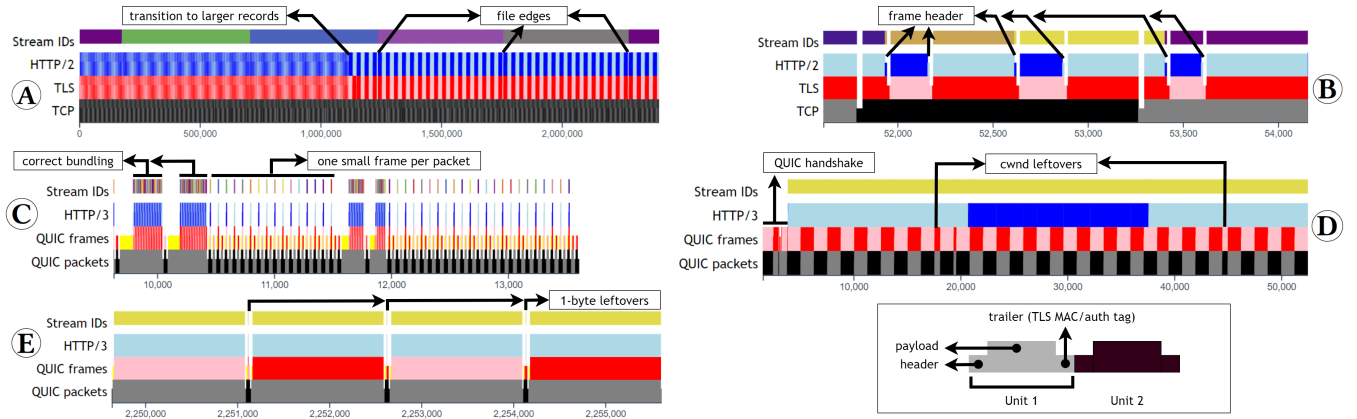 transition to larger records
file edges
Stream IDs
HTTP/2
TLS
TCP
A
0
500,000
1,000,000
1,500,000
2,000,000
frame header
Stream IDs
HTTP/2
TLS
TCP
B
52,000
52,500
53,000
53,500
54,000
correct bundling
one small frame per packet
Stream IDs
HTTP/3
QUIC frames
QUIC packets
C
10,000
11,000
12,000
13,000
QUIC handshake
cwnd leftovers
Stream IDs
HTTP/3
QUIC frames
QUIC packets
D
10,000
20,000
30,000
40,000
50,000
1-byte leftovers
Stream IDs
HTTP/3
QUIC frames
QUIC packets
E
2,250,000
2,251,000
2,252,000
2,253,000
2,254,000
2,255,000
trailer (TLS MAC/auth tag)
payload
header
Unit 1
Unit 2